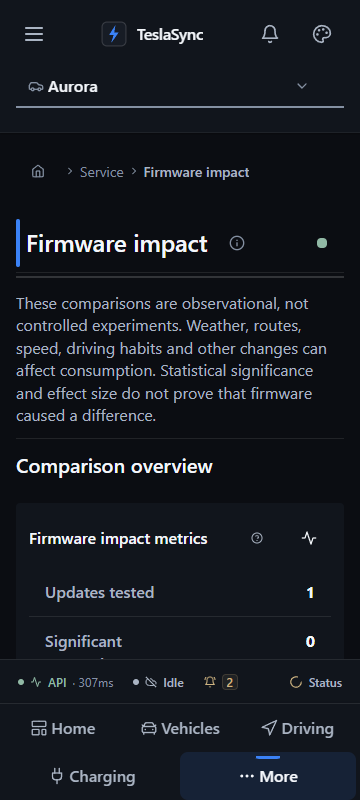 TeslaSync
Aurora
Service
Firmware impact
Firmware impact
These comparisons are observational, not
controlled experiments. Weather, routes,
speed, driving habits and other changes can
affect consumption. Statistical significance
and effect size do not prove that firmware
caused a difference.
Comparison overview
Firmware impact metrics
Updates tested 1
Significant 0
API · 307ms Idle 2 Status
Home Vehicles Driving
Charging ··· More